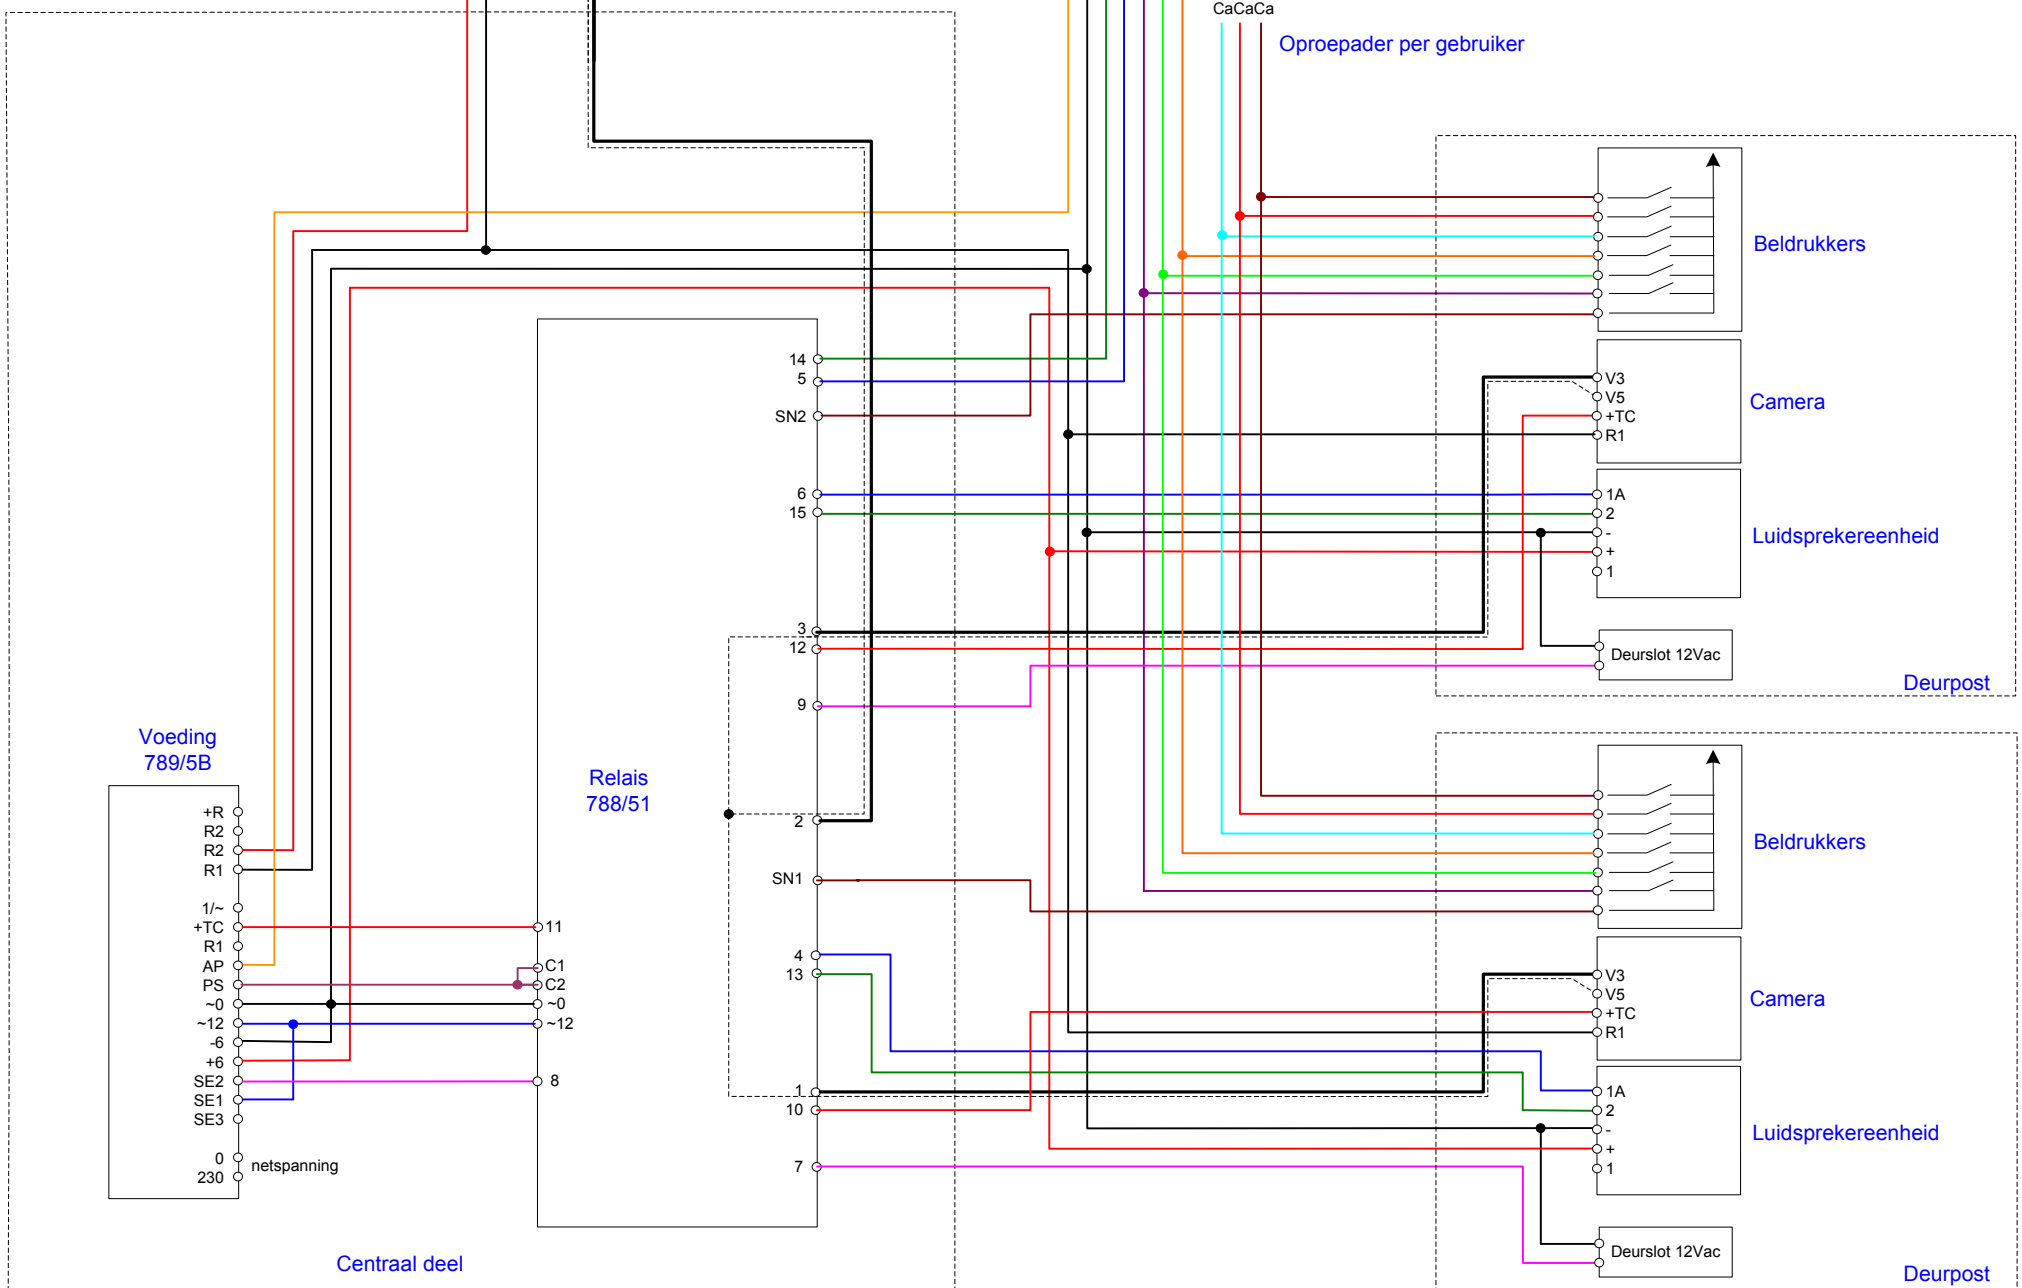 CaCaCa
Oproepader per gebruiker
Beldrukkers
14
5
SN2
V3
V5
+TC
R1
Camera
6
15
1A
2
-
+
1
Luidsprekereenheid
3
12
9
Deurslot 12Vac
Deurpost
Voeding
789/5B
Relais
788/51
2
+R
R2
R2
R1
1/~
+TC
R1
AP
PS
~0
~12
-6
+6
SE2
SE1
SE3
0
230
netspanning
11
C1
C2
~0
~12
8
SN1
4
13
1
10
7
Beldrukkers
V3
V5
+TC
R1
Camera
1A
2
-
+
1
Luidsprekereenheid
Deurslot 12Vac
Centraal deel
Deurpost